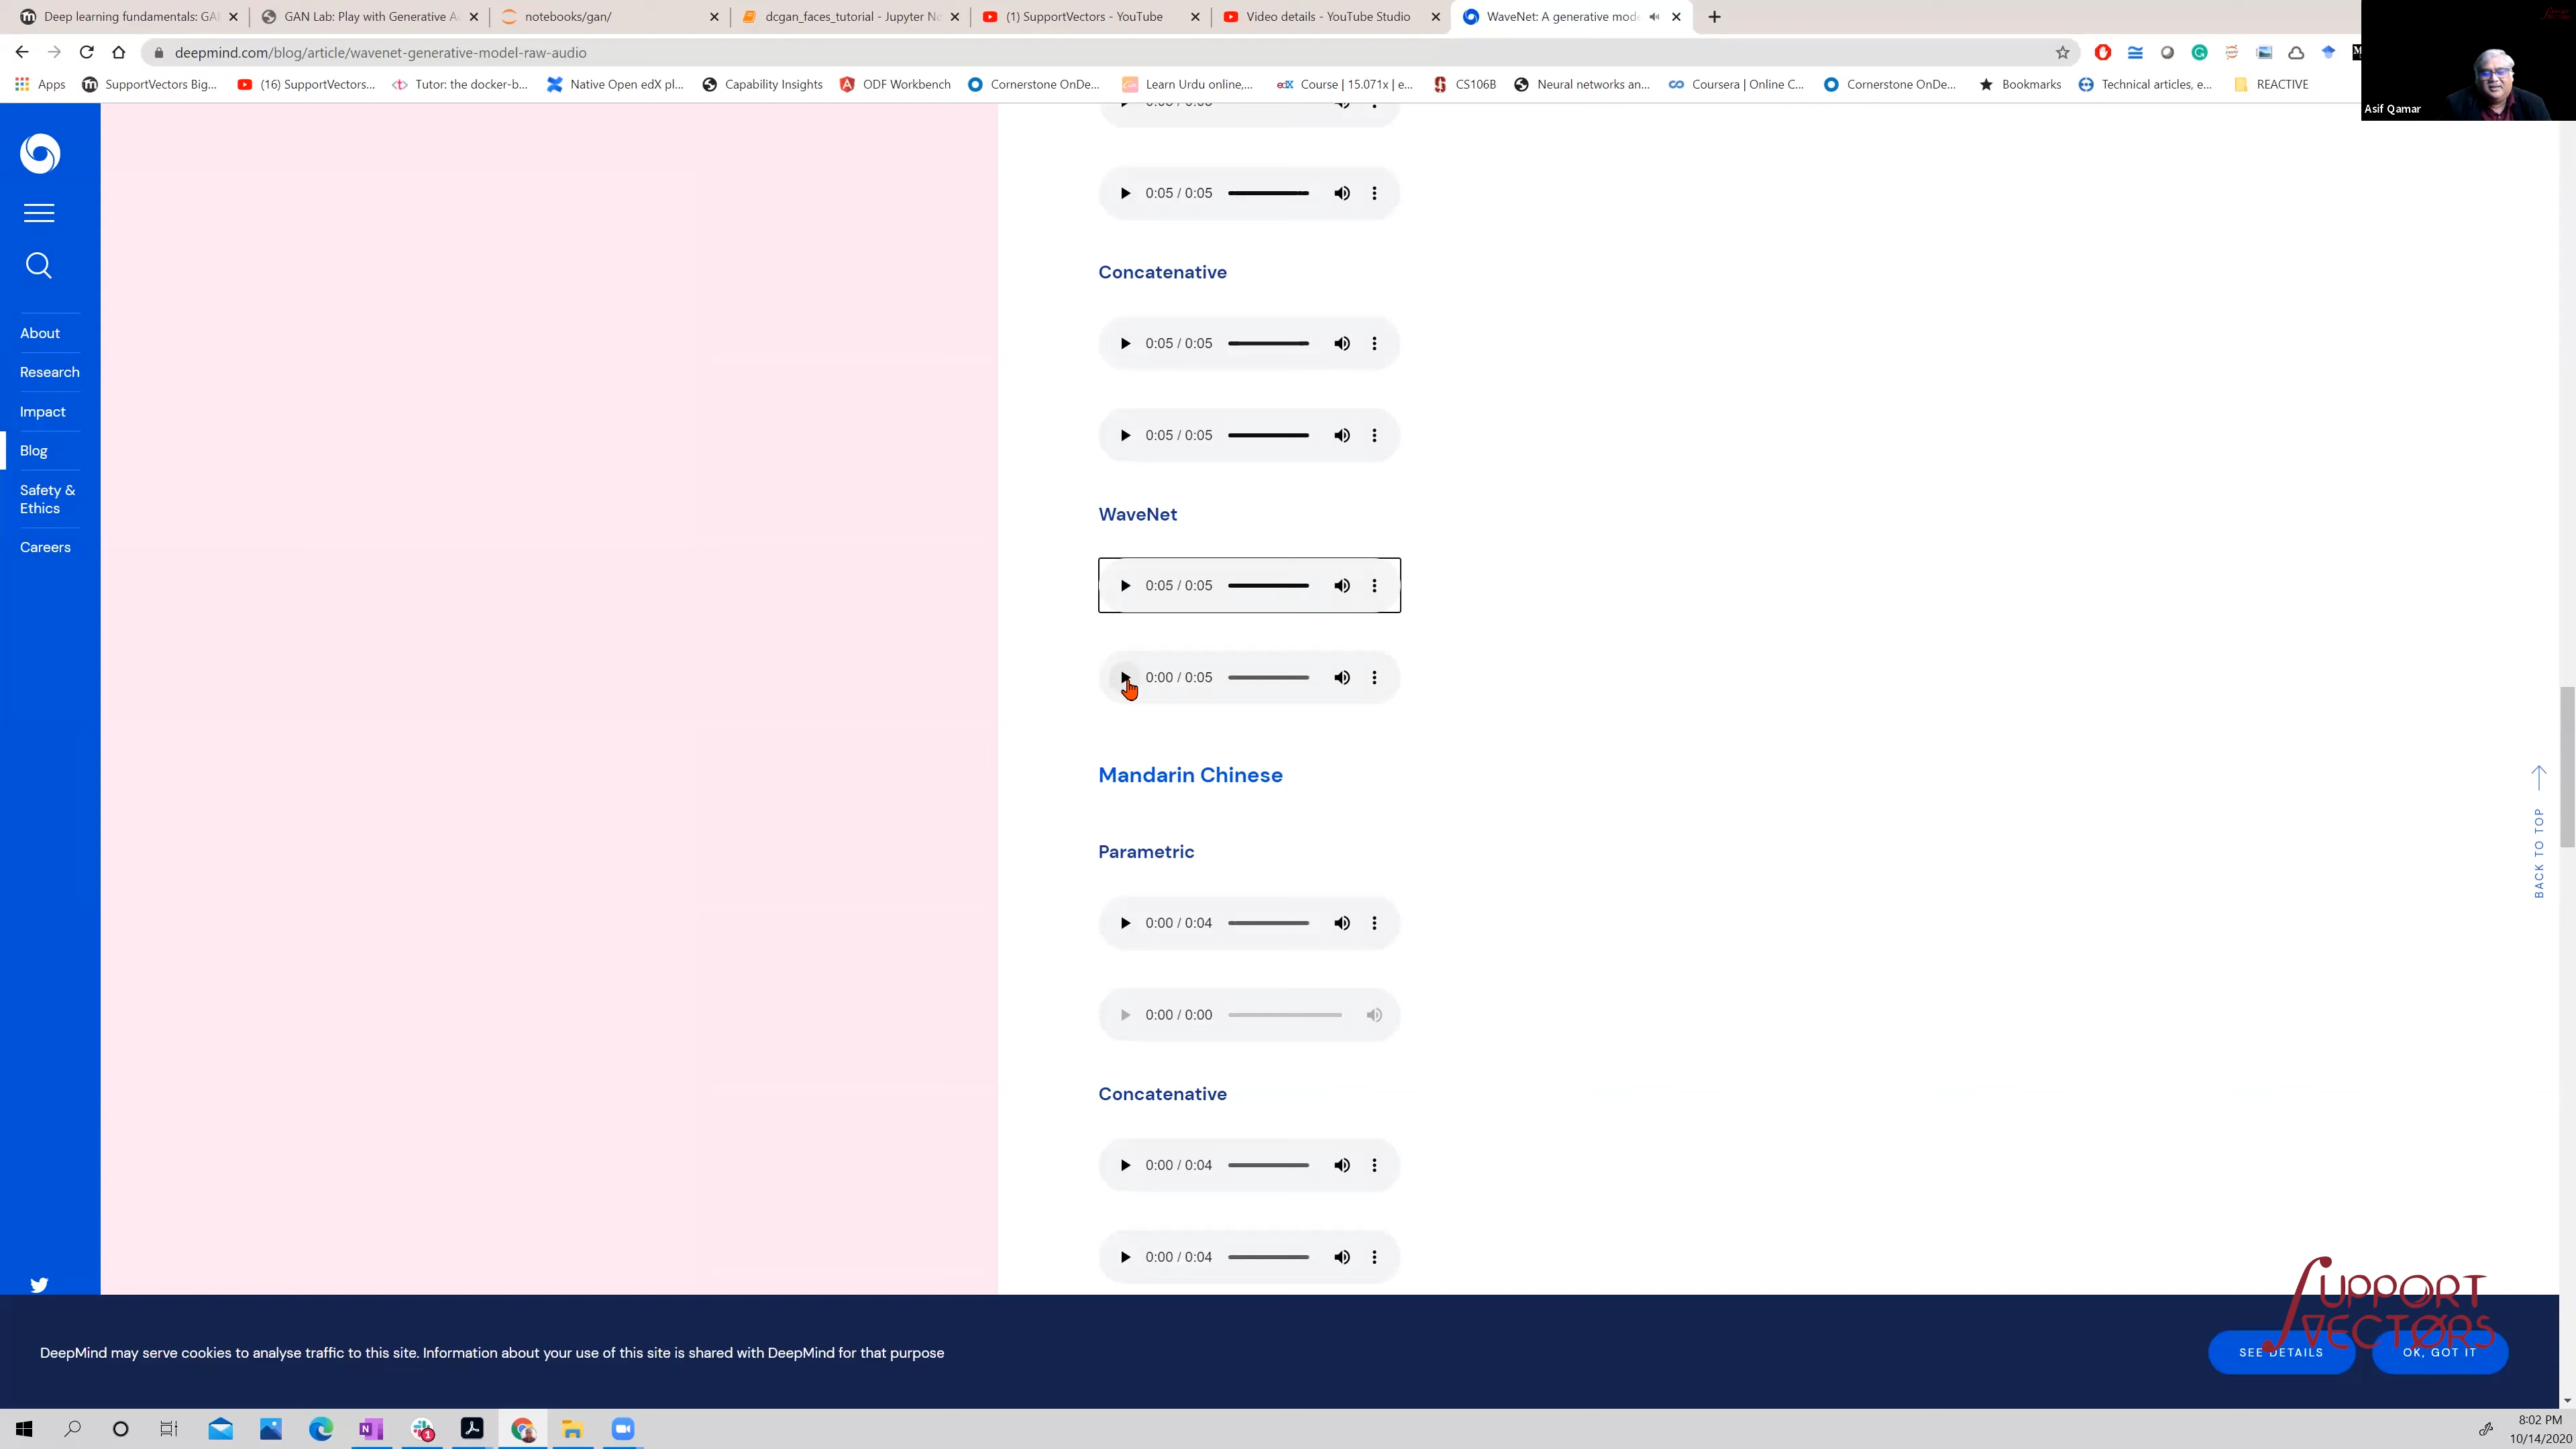 Deep learning fundamentals: GA
GAN Lab: Play with Generative A
notebooks/gan/
dcgan_faces_tutorial - Jupyter No
(1) SupportVectors - YouTube
Video details - YouTube Studio
WaveNet: A generative mod
deepmind.com/blog/article/wavenet-generative-model-raw-audio
Apps
SupportVectors Big...
(16) SupportVectors...
Tutor: the docker-b...
Native Open edX pl...
Capability Insights
ODF Workbench
Cornerstone OnDe...
Learn Urdu online,...
edX Course | 15.071x | e...
CS106B
Neural networks an...
Coursera | Online C...
Cornerstone OnDe...
Bookmarks
Technical articles, e...
REACTIVE
Asif Qamar
About
Research
Impact
Blog
Safety &
Ethics
Careers
0:05 / 0:05
Concatenative
0:05 / 0:05
0:05 / 0:05
WaveNet
0:05 / 0:05
0:00 / 0:05
Mandarin Chinese
Parametric
0:00 / 0:04
0:00 / 0:00
Concatenative
0:00 / 0:04
0:00 / 0:04
BACK TO TOP
SUPPORT
VECTORS
DeepMind may serve cookies to analyse traffic to this site. Information about your use of this site is shared with DeepMind for that purpose
SEE DETAILS
OK, GOT IT
8:02 PM
10/14/2020